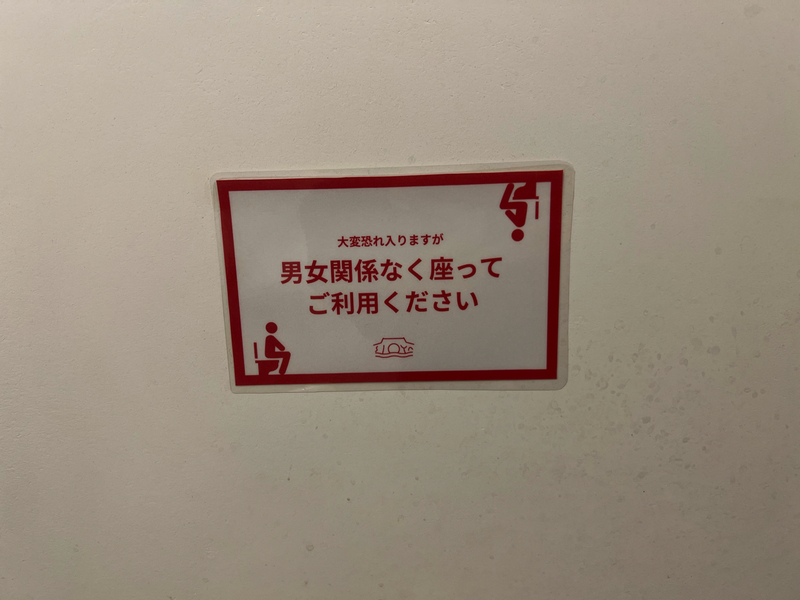 大変恐れ入りますが
男女関係なく座って
ご利用ください